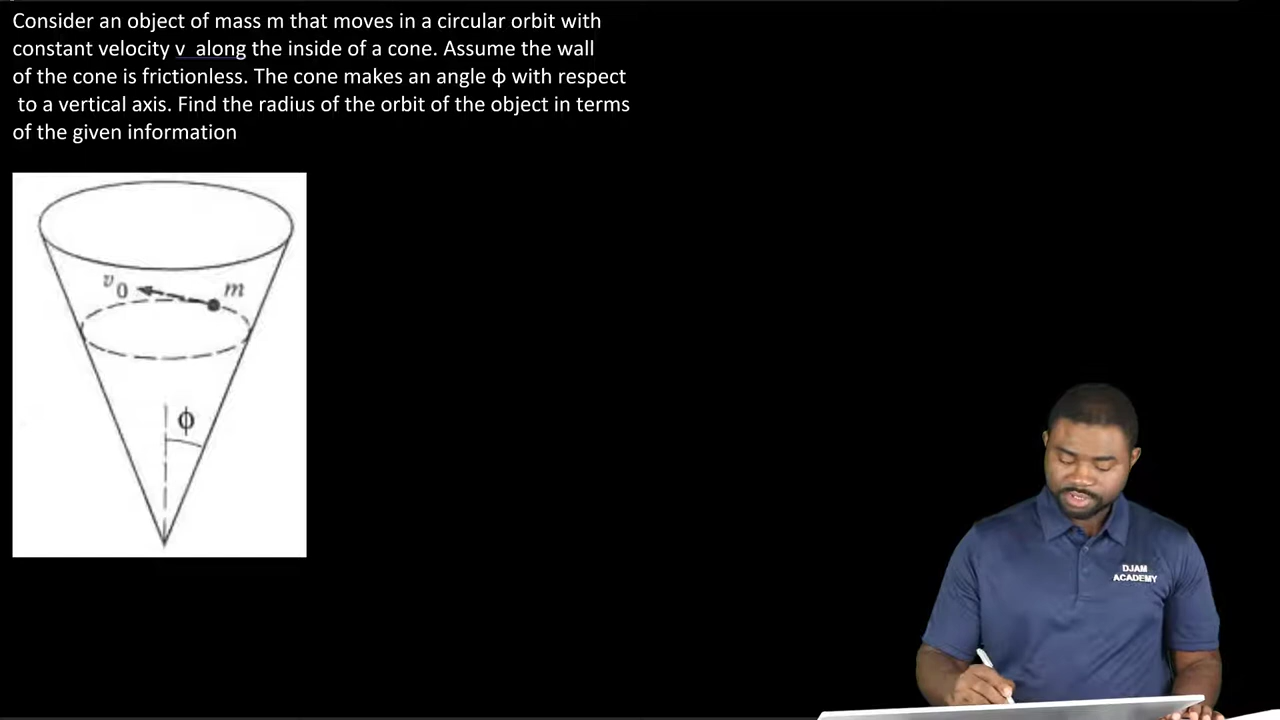 Consider an object of mass m that moves in a circular orbit with
constant velocity v along the inside of a cone. Assume the wall
of the cone is frictionless. The cone makes an angle ϕ with respect
to a vertical axis. Find the radius of the orbit of the object in terms
of the given information
v0
m
ϕ
DJAM
ACADEMY